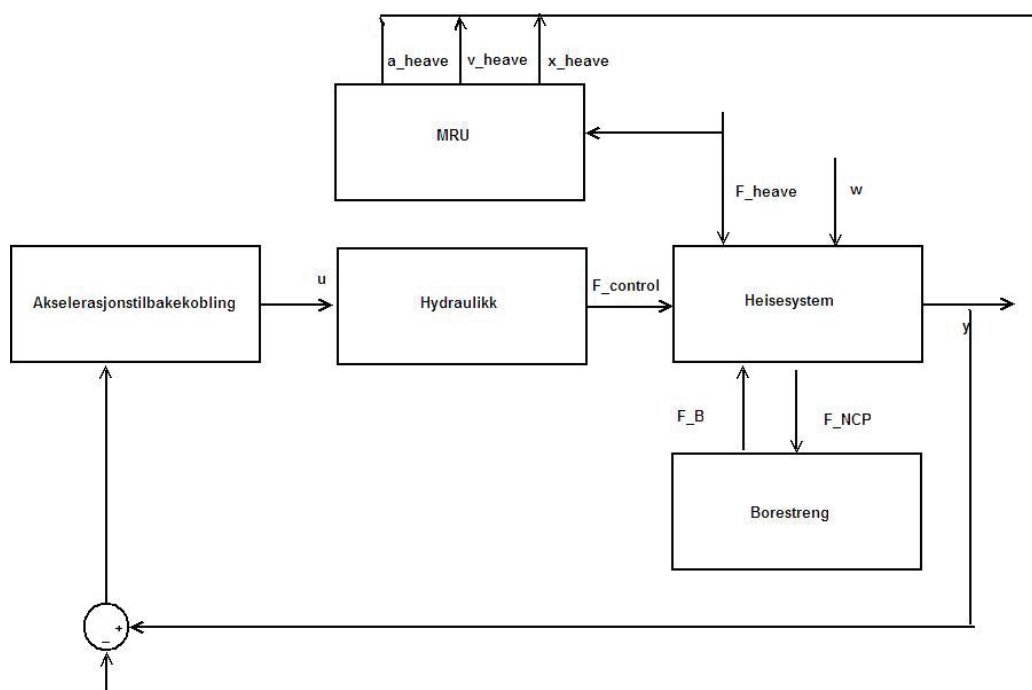 a_heave v_heave x_heave
MRU
F_heave
w
Akselerasjonstilbakekobling
u
Hydraulikk
F_control
Heisesystem
y
F_B
F_NCP
Borestreng
+
−